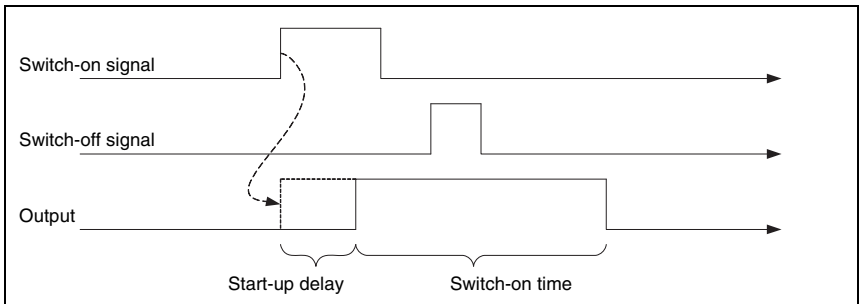 Switch-on signal
Switch-off signal
Output
Start-up delay
Switch-on time